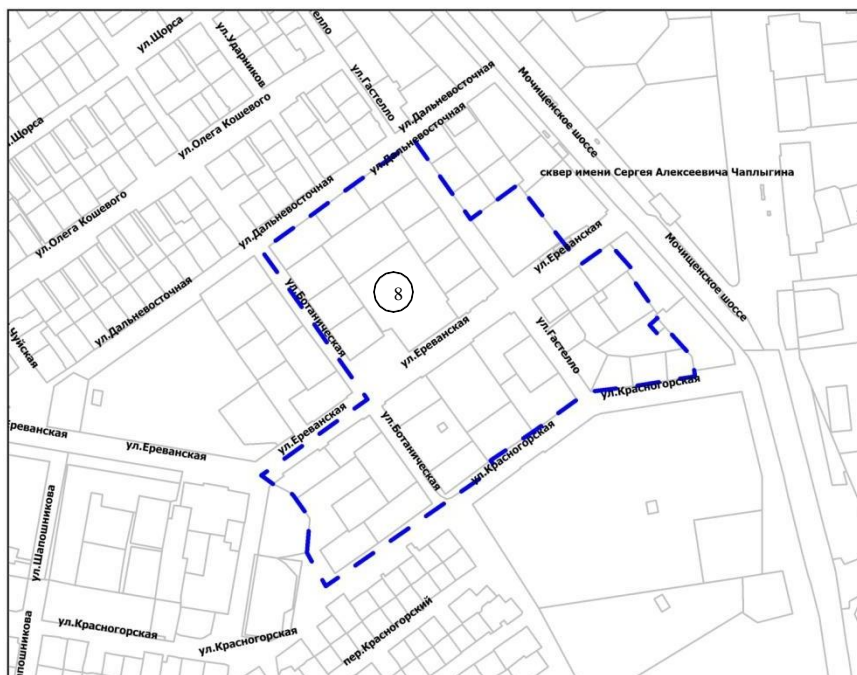 ул.Щорса
ул.Ударников
ул.Гастелло
ул.Дальневосточная
Мочищенское шоссе
ул.Олега Кошевого
ул.Дальневосточная
сквер имени Сергея Алексеевича Чаплыгина
ул.Олега Кошевого
ул.Дальневосточная
ул.Ереванская
Мочищенское шоссе
8
ул.Ботаническая
ул.Дальневосточная
Чуйская
ул.Ереванская
ул.Гастелло
ул.Красногорская
ул.Ереванская
ул.Ботаническая
ул.Ереванская
ул.Красногорская
ул.Шапошникова
ул.Красногорская
ул.Красногорская
пер.Красногорский